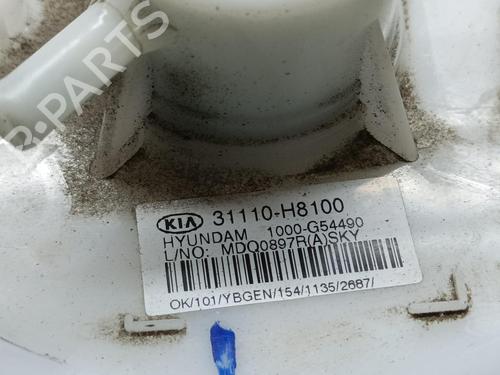 R-PARTS
KIA 31110-H8100
HYUNDAM 1000-G54490
L/NO: MDQ0897R(A)SKY
OK/101/YBGEN/154/1135/2687/